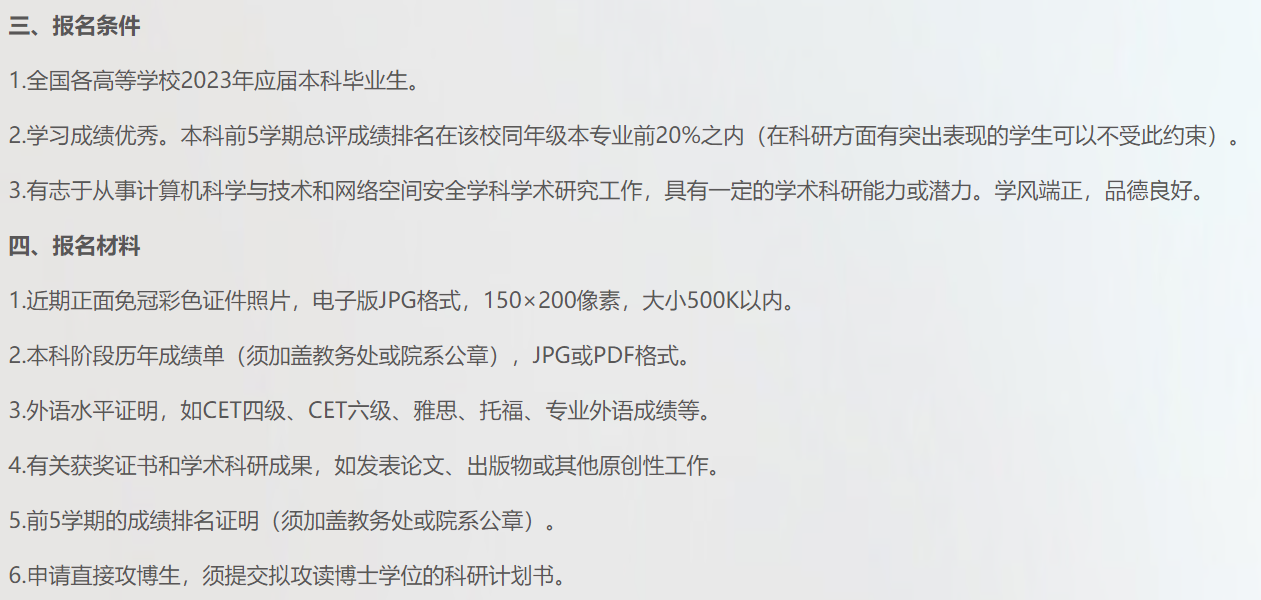 三、报名条件
1.全国各高等学校2023年应届本科毕业生。
2.学习成绩优秀。本科前5学期总评成绩排名在该校同年级本专业前20%之内（在科研方面有突出表现的学生可以不受此约束）。
3.有志于从事计算机科学与技术和网络空间安全学科学术研究工作，具有一定的学术科研能力或潜力。学风端正，品德良好。
四、报名材料
1.近期正面免冠彩色证件照片，电子版JPG格式，150×200像素，大小500K以内。
2.本科阶段历年成绩单（须加盖教务处或院系公章），JPG或PDF格式。
3.外语水平证明，如CET四级、CET六级、雅思、托福、专业外语成绩等。
4.有关获奖证书和学术科研成果，如发表论文、出版物或其他原创性工作。
5.前5学期的成绩排名证明（须加盖教务处或院系公章）。
6.申请直接攻博生，须提交拟攻读博士学位的科研计划书。